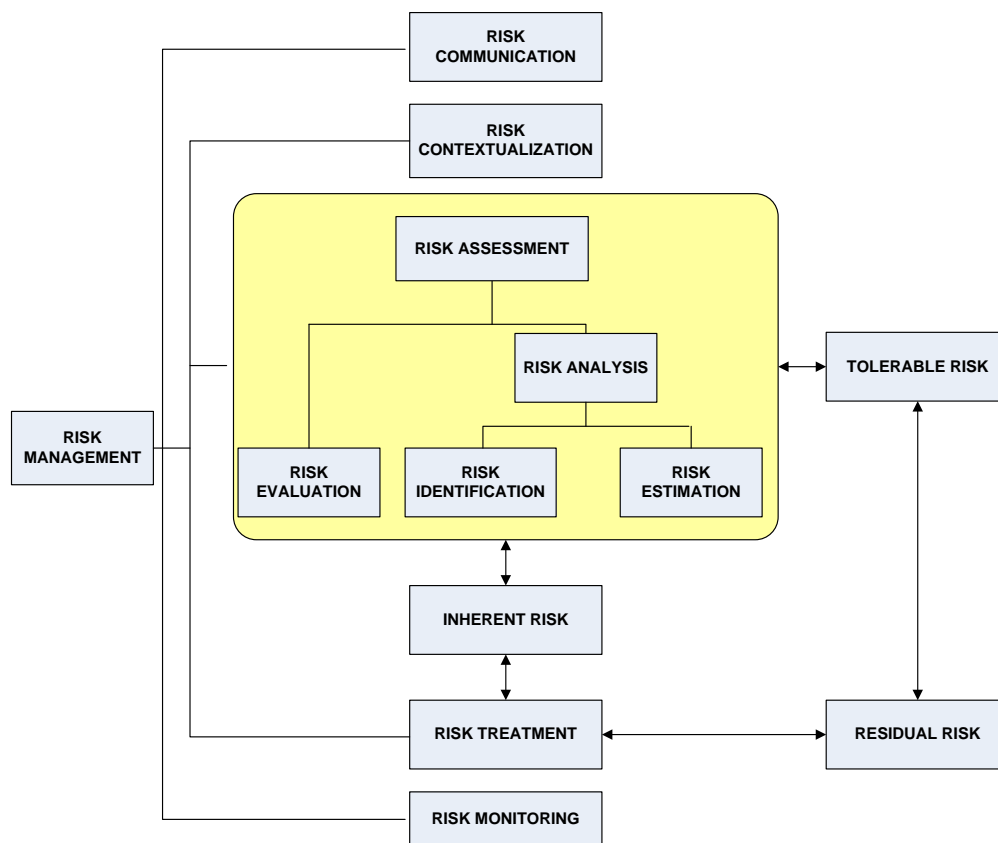 RISK
COMMUNICATION
RISK
CONTEXTUALIZATION
RISK ASSESSMENT
RISK ANALYSIS
TOLERABLE RISK
RISK
MANAGEMENT
RISK
EVALUATION
RISK
IDENTIFICATION
RISK
ESTIMATION
INHERENT RISK
RISK TREATMENT
RESIDUAL RISK
RISK MONITORING